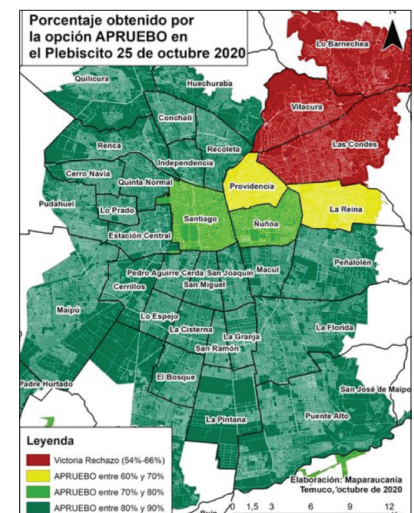 Porcentaje obtenido por
la opción APRUEBO en
el Plebiscito 25 de octubre 2020
Lo Barnechea
Quilicura
Huechuraba
Vitacura
Conchalí
Las Condes
Renca
Recoleta
Independencia
Cerro Navia
Quinta Normal
Providencia
Pudahuel
Lo Prado
La Reina
Santiago
Ñuñoa
Estación Central
Peñalolén
Pedro Aguirre Cerda
San Joaquín
Macul
Cerrillos
San Miguel
Maipú
Lo Espejo
La Cisterna
La Granja
La Florida
San Ramón
El Bosque
Padre Hurtado
San José de Maipo
La Pintana
Puente Alto
Leyenda
Victoria Rechazo (54%-66%)
APRUEBO entre 60% y 70%
APRUEBO entre 70% y 80%
APRUEBO entre 80% y 90%
Elaboración: Maparaucanía
Temuco, octubre de 2020
0 1,5 3 6 9 12